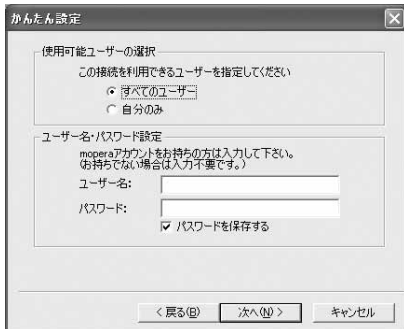 かんたん設定
使用可能ユーザーの選択
この接続を利用できるユーザーを指定してください
すべてのユーザー
自分のみ
ユーザー名・パスワード設定
moperaアカウントをお持ちの方は入力して下さい。
(お持ちでない場合は入力不要です。)
ユーザー名:
パスワード:
パスワードを保存する
< 戻る(B)
次へ(N) >
キャンセル